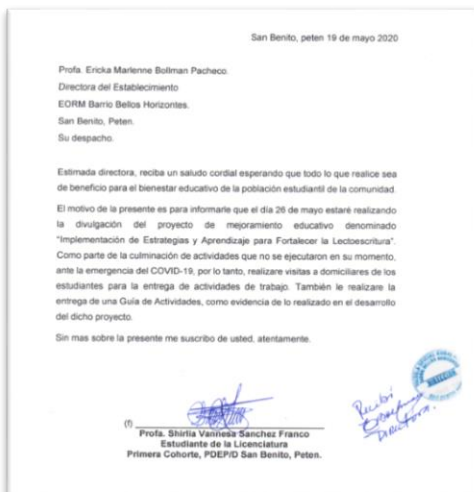 San Benito, peten 19 de mayo 2020
Profa. Ericka Marlenne Bollman Pacheco.
Directora del Establecimiento
EORM Barrio Bellos Horizontes.
San Benito, Peten.
Su despacho.
Estimada directora, reciba un saludo cordial esperando que todo lo que realice sea
de beneficio para el bienestar educativo de la población estudiantil de la comunidad.
El motivo de la presente es para informarle que el día 26 de mayo estaré realizando
la divulgación del proyecto de mejoramiento educativo denominado
"Implementación de Estrategias y Aprendizaje para Fortalecer la Lectoescritura".
Como parte de la culminación de actividades que no se ejecutaron en su momento,
ante la emergencia del COVID-19, por lo tanto, realizare visitas a domiciliares de los
estudiantes para la entrega de actividades de trabajo. También le realizare la
entrega de una Guía de Actividades, como evidencia de lo realizado en el desarrollo
del dicho proyecto.
Sin mas sobre la presente me suscribo de usted, atentamente.
(f)
Profa. Shirlia Vannesa Sanchez Franco
Estudiante de la Licenciatura
Primera Cohorte, PDEP/D San Benito, Peten.
Recibí
Directora.
DIRECCION